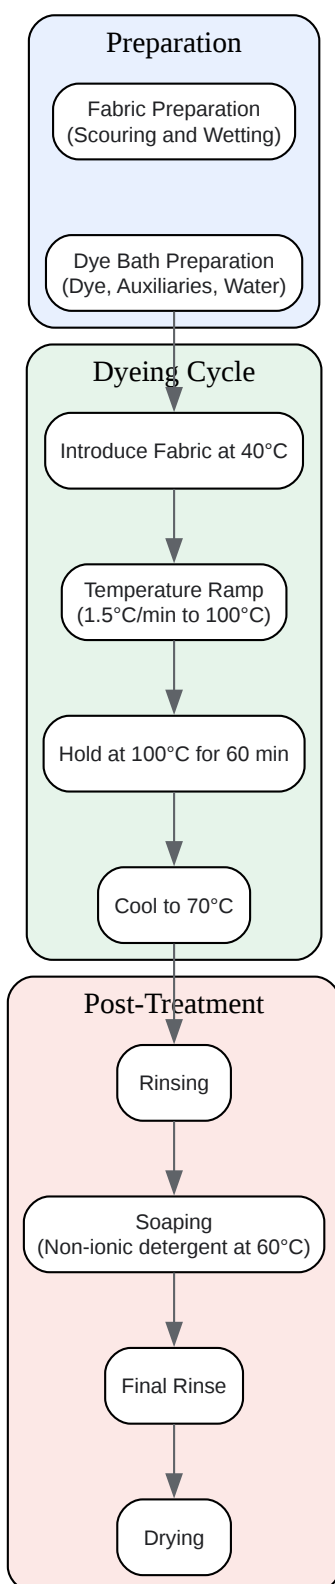 Preparation
Fabric Preparation
(Scouring and Wetting)
Dye Bath Preparation
(Dye, Auxiliaries, Water)
Dyeing Cycle
Introduce Fabric at 40°C
Temperature Ramp
(1.5°C/min to 100°C)
Hold at 100°C for 60 min
Cool to 70°C
Post-Treatment
Rinsing
Soaping
(Non-ionic detergent at 60°C)
Final Rinse
Drying